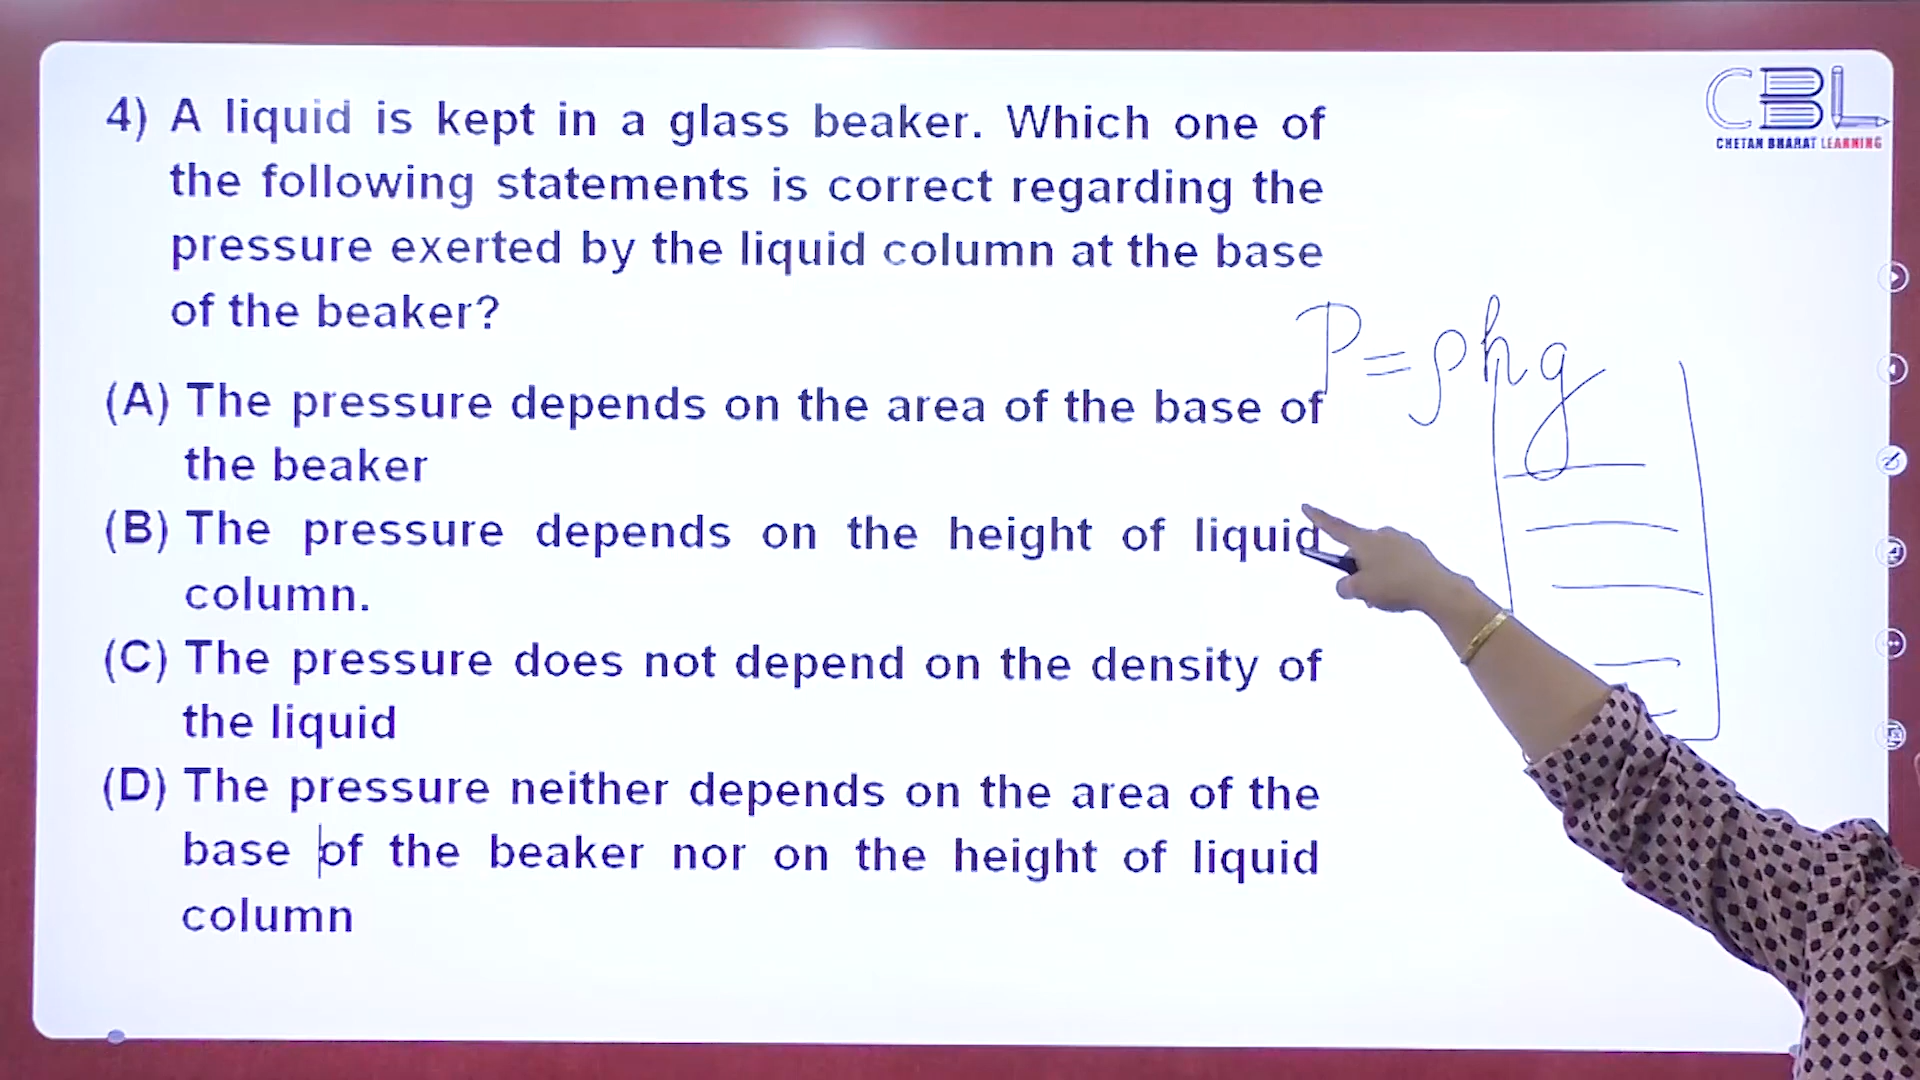 4) A liquid is kept in a glass beaker. Which one of
the following statements is correct regarding the
pressure exerted by the liquid column at the base
of the beaker?
(A) The pressure depends on the area of the base of
the beaker
(B) The pressure depends on the height of liquid
column.
(C) The pressure does not depend on the density of
the liquid
(D) The pressure neither depends on the area of the
base of the beaker nor on the height of liquid
column
P = ρhg
CBL
CHETAN BHARAT LEARNING